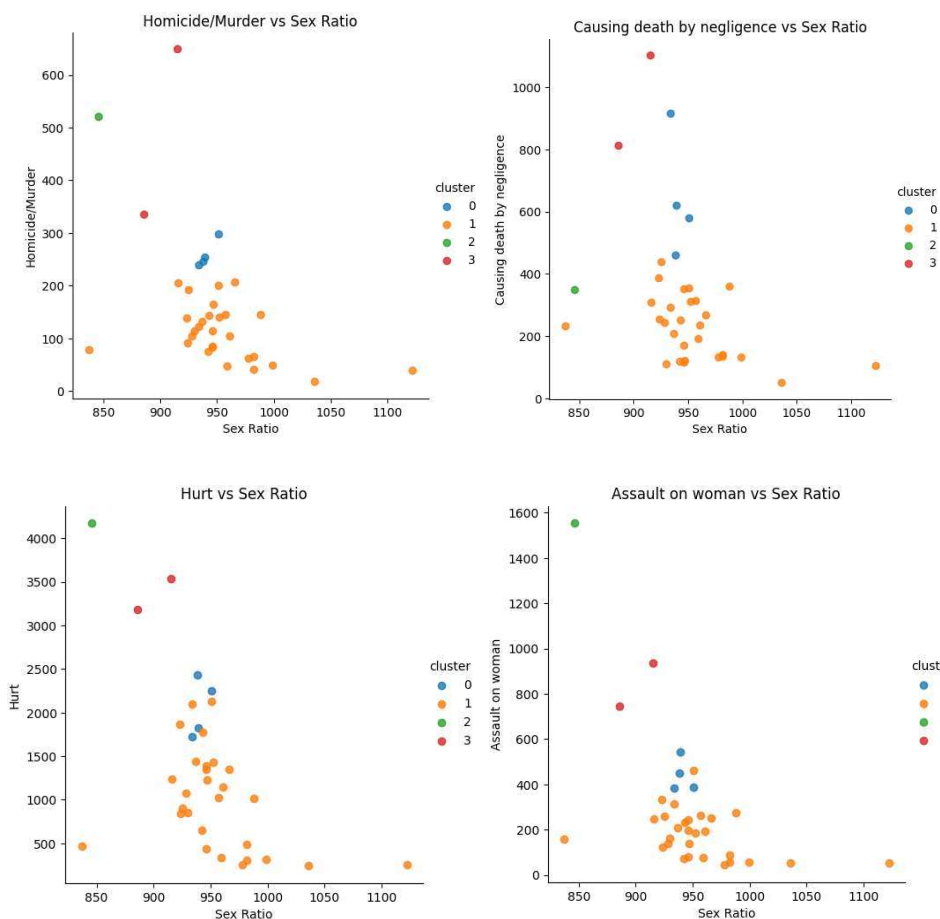 Homicide/Murder vs Sex Ratio
600
500
400
300
200
100
0
Homicide/Murder
850 900 950 1000 1050 1100
Sex Ratio
cluster
0
1
2
3
Causing death by negligence vs Sex Ratio
1000
800
600
400
200
0
Causing death by negligence
850 900 950 1000 1050 1100
Sex Ratio
cluster
0
1
2
3
Hurt vs Sex Ratio
4000
3500
3000
2500
2000
1500
1000
500
Hurt
850 900 950 1000 1050 1100
Sex Ratio
cluster
0
1
2
3
Assault on woman vs Sex Ratio
1600
1400
1200
1000
800
600
400
200
0
Assault on woman
850 900 950 1000 1050 1100
Sex Ratio
clust